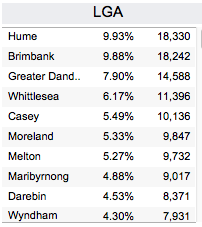 LGA
Hume 9.93% 18,330
Brimbank 9.88% 18,242
Greater Dand.. 7.90% 14,588
Whittlesea 6.17% 11,396
Casey 5.49% 10,136
Moreland 5.33% 9,847
Melton 5.27% 9,732
Maribyrnong 4.88% 9,017
Darebin 4.53% 8,371
Wyndham 4.30% 7,931